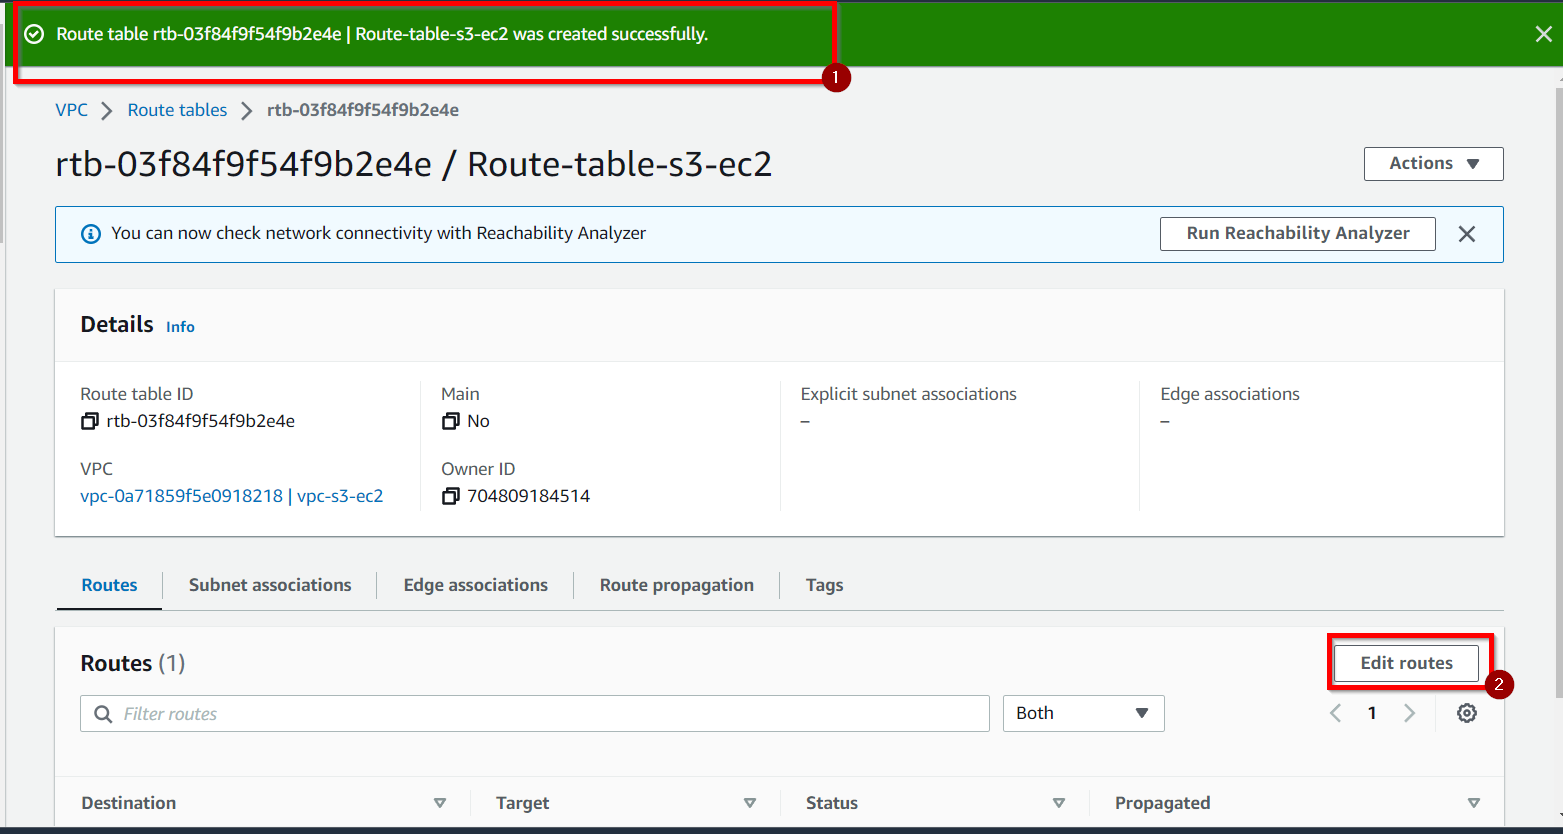 Route table rtb-03f84f9f54f9b2e4e | Route-table-s3-ec2 was created successfully.
1
VPC > Route tables > rtb-03f84f9f54f9b2e4e
rtb-03f84f9f54f9b2e4e / Route-table-s3-ec2
Actions
You can now check network connectivity with Reachability Analyzer
Run Reachability Analyzer
Details Info
Route table ID
rtb-03f84f9f54f9b2e4e
Main
No
Explicit subnet associations
–
Edge associations
–
VPC
vpc-0a71859f5e0918218 | vpc-s3-ec2
Owner ID
704809184514
Routes
Subnet associations
Edge associations
Route propagation
Tags
Routes (1)
Edit routes
2
Filter routes
Both
1
Destination
Target
Status
Propagated